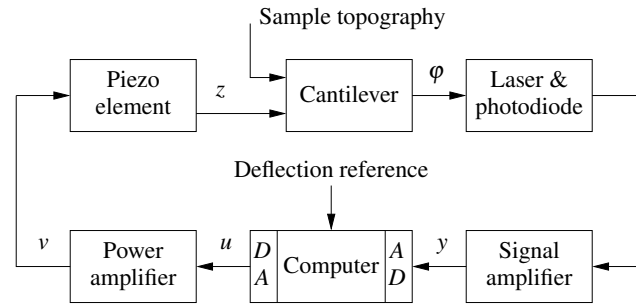 Sample topography
Piezo
element
z
Cantilever
φ
Laser &
photodiode
Deflection reference
v
Power
amplifier
u
D
A
Computer
A
D
y
Signal
amplifier